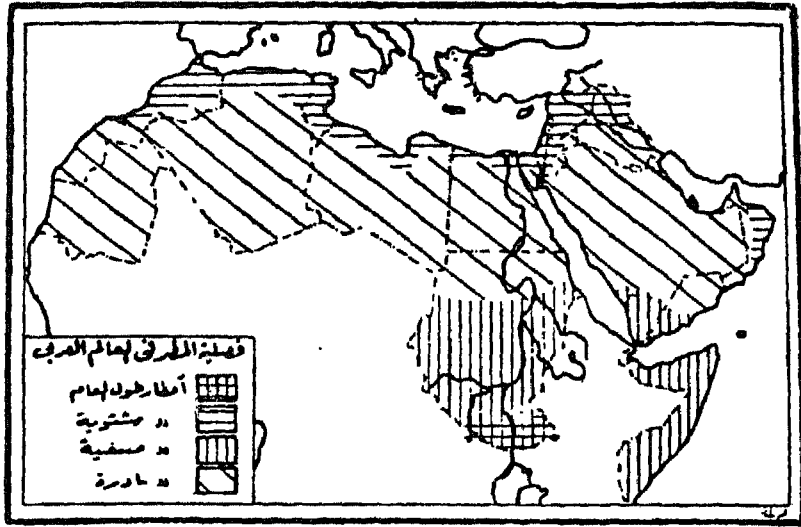 فصلية المطر في العالم العربي
أمطار طول العام
〃 شتوية
〃 صيفية
〃 نادرة